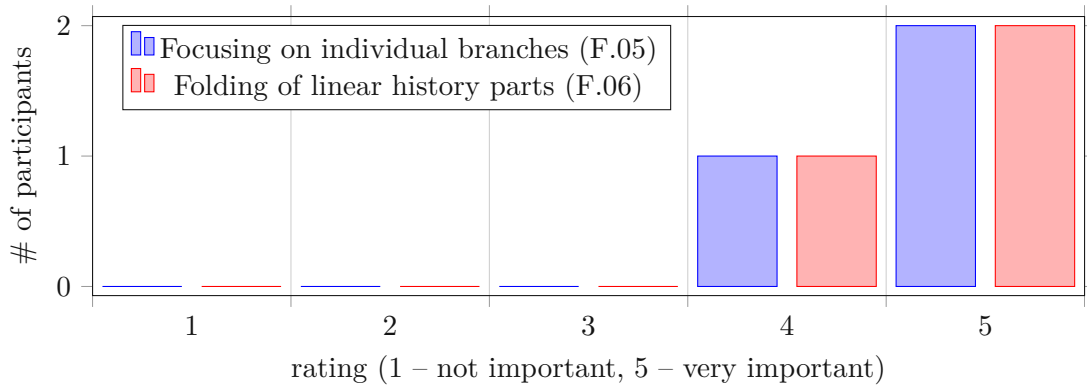 2
Focusing on individual branches (F.05)
Folding of linear history parts (F.06)
1
0
# of participants
1 2 3 4 5
rating (1 – not important, 5 – very important)